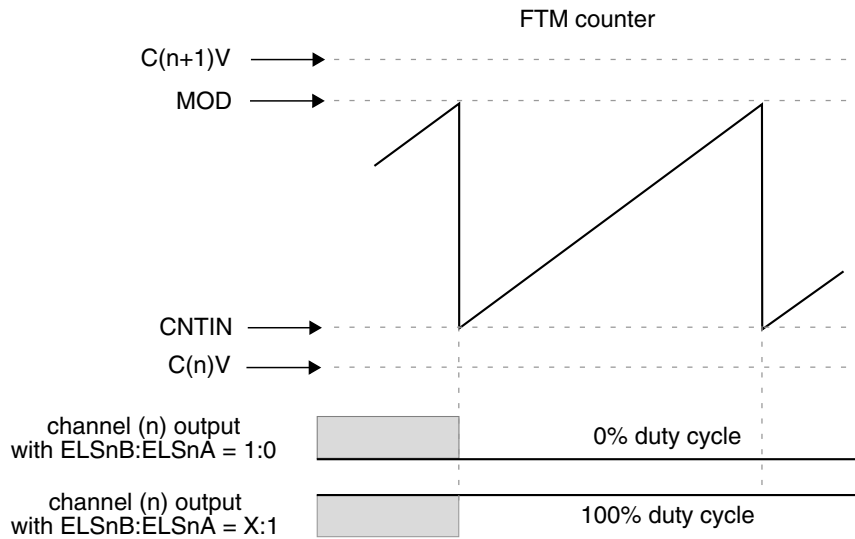 FTM counter
C(n+1)V
MOD
CNTIN
C(n)V
channel (n) output
with ELSnB:ELSnA = 1:0
0% duty cycle
channel (n) output
with ELSnB:ELSnA = X:1
100% duty cycle